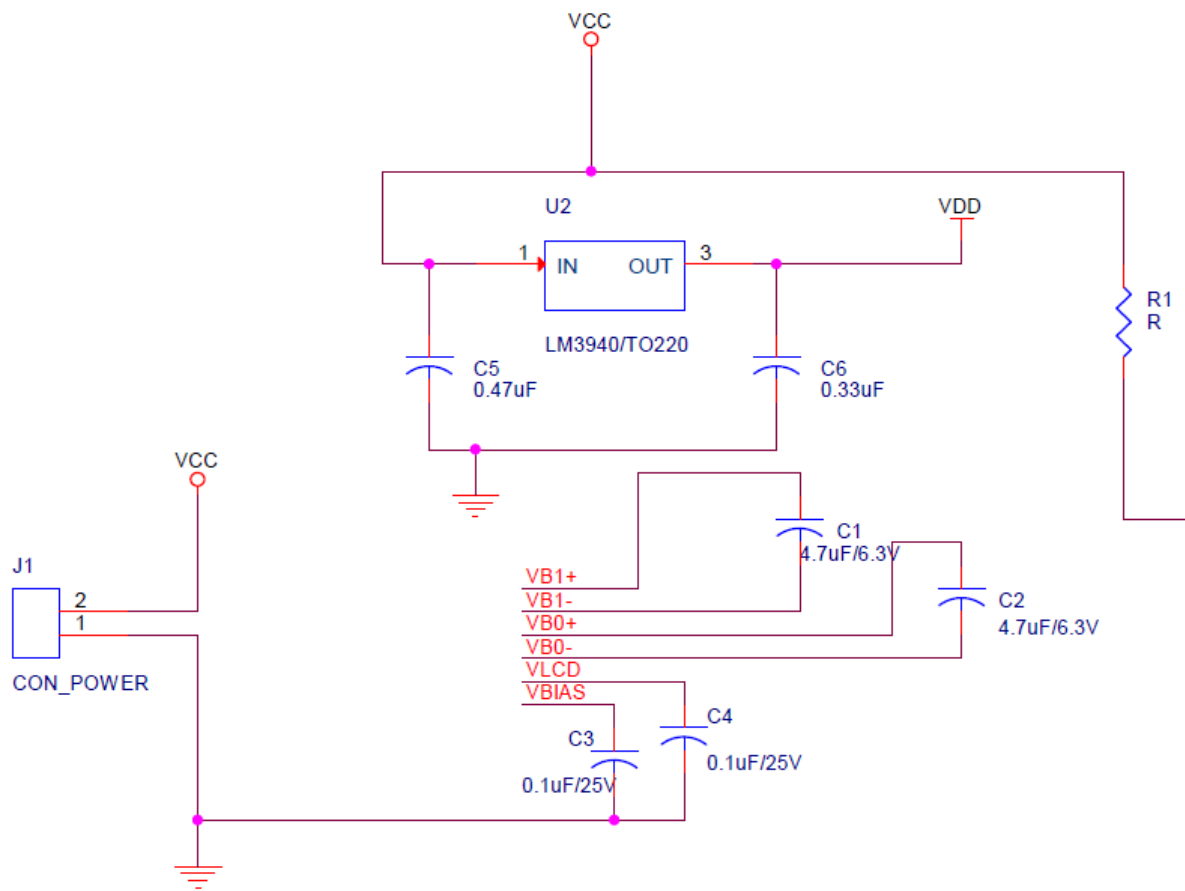 VCC
U2
VDD
1
IN
OUT
3
R1
R
LM3940/TO220
C5
0.47uF
C6
0.33uF
VCC
C1
4.7uF/6.3V
J1
VB1+
2
VB1-
C2
1
VB0+
4.7uF/6.3V
VB0-
VLCD
CON_POWER
VBIAS
C4
C3
0.1uF/25V
0.1uF/25V